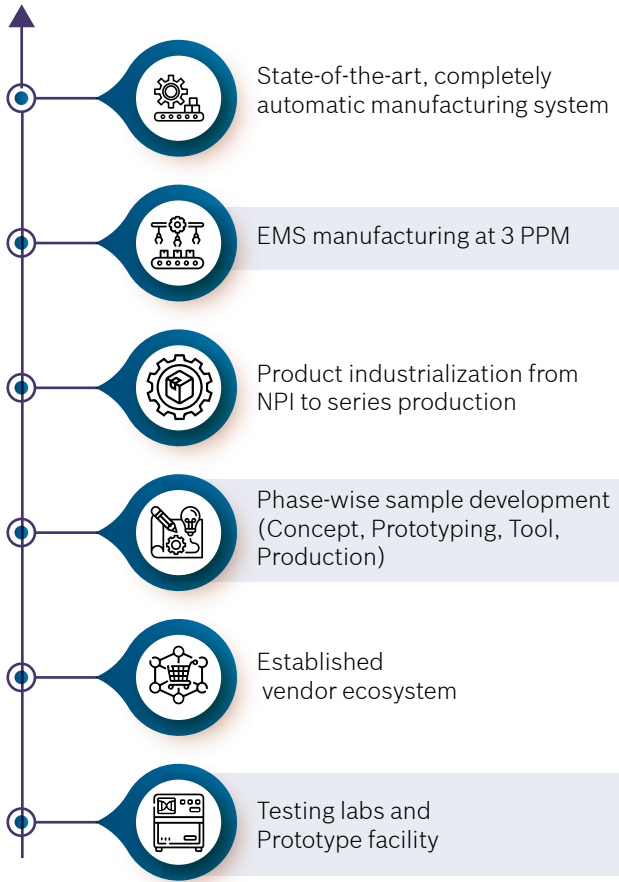 State-of-the-art, completely
automatic manufacturing system
EMS manufacturing at 3 PPM
Product industrialization from
NPI to series production
Phase-wise sample development
(Concept, Prototyping, Tool,
Production)
Established
vendor ecosystem
Testing labs and
Prototype facility